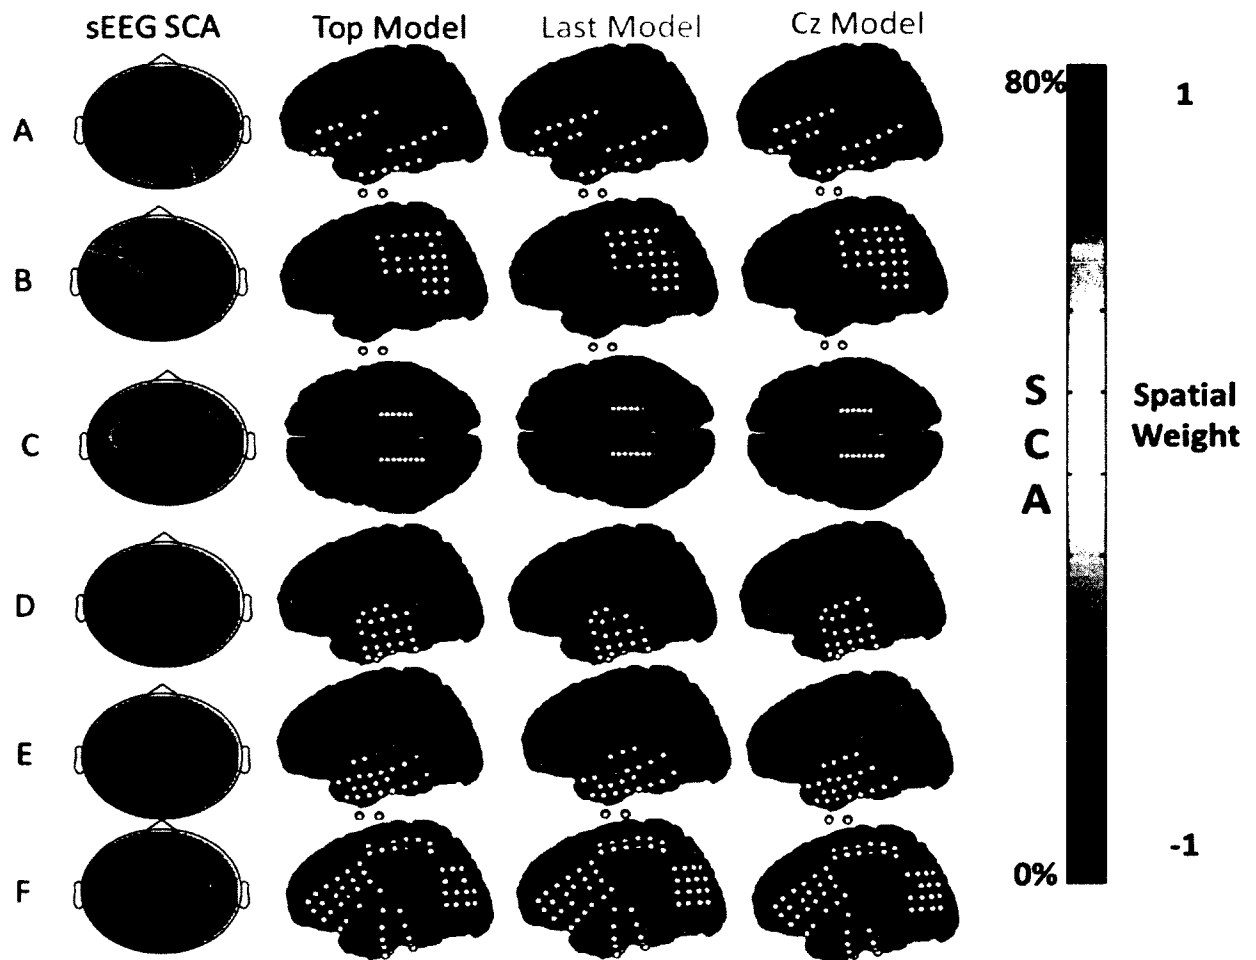 sEEG SCA Top Model Last Model Cz Model
80% 1
A
B
C
S
C
A
Spatial
Weight
D
E
F
-1
0%